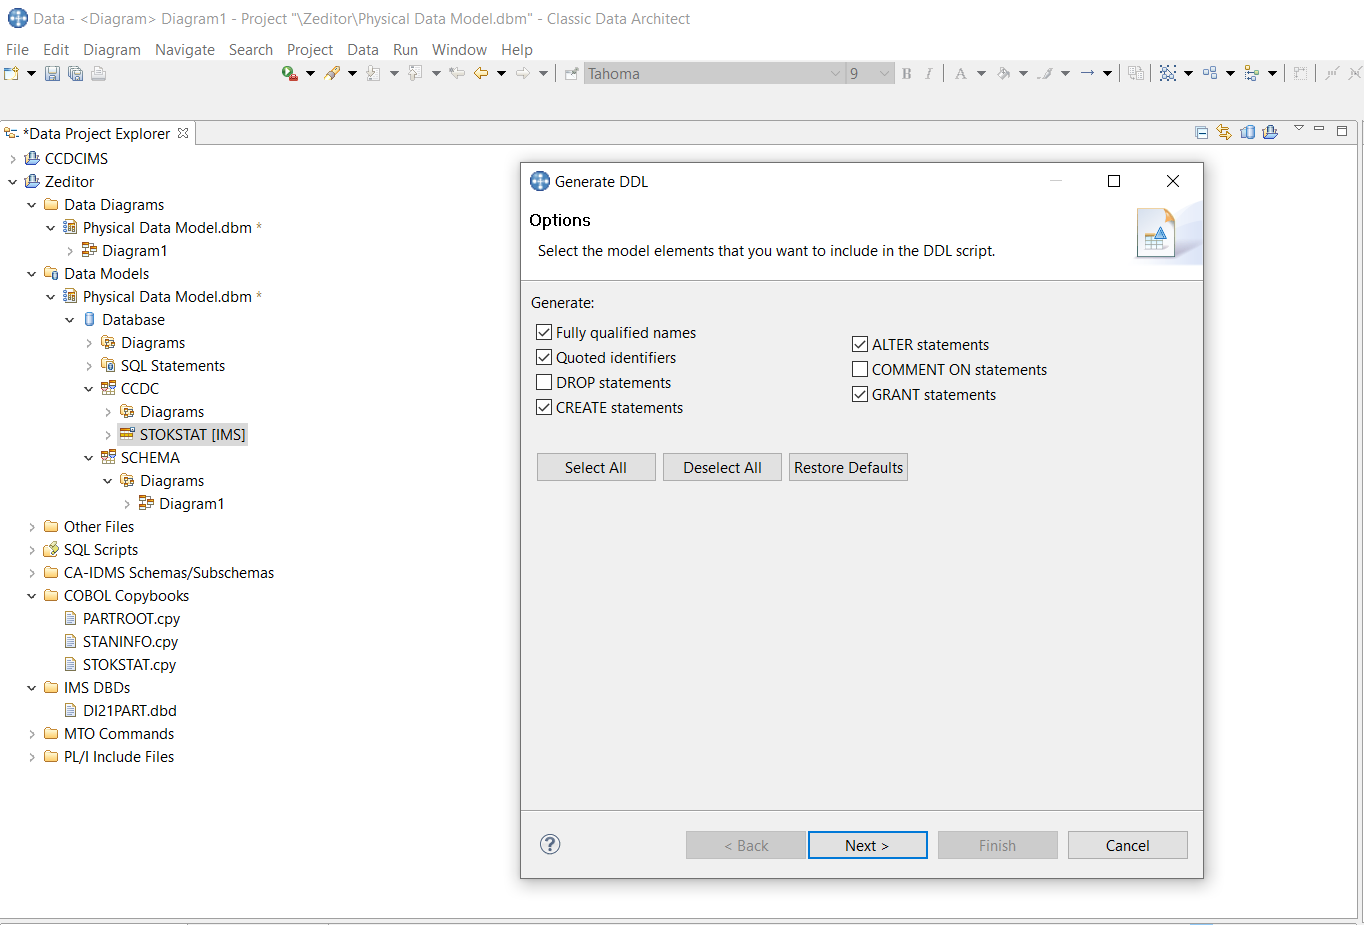 Data - <Diagram> Diagram1 - Project "\Zeditor\Physical Data Model.dbm" - Classic Data Architect
File Edit Diagram Navigate Search Project Data Run Window Help
Tahoma 9 B I A
*Data Project Explorer
CCDCIMS
Zeditor
Data Diagrams
Physical Data Model.dbm *
Diagram1
Data Models
Physical Data Model.dbm *
Database
Diagrams
SQL Statements
CCDC
Diagrams
STOKSTAT [IMS]
SCHEMA
Diagrams
Diagram1
Other Files
SQL Scripts
CA-IDMS Schemas/Subschemas
COBOL Copybooks
PARTROOT.cpy
STANINFO.cpy
STOKSTAT.cpy
IMS DBDs
DI21PART.dbd
MTO Commands
PL/I Include Files
Generate DDL
Options
Select the model elements that you want to include in the DDL script.
Generate:
Fully qualified names
Quoted identifiers
DROP statements
CREATE statements
ALTER statements
COMMENT ON statements
GRANT statements
Select All Deselect All Restore Defaults
? < Back Next > Finish Cancel